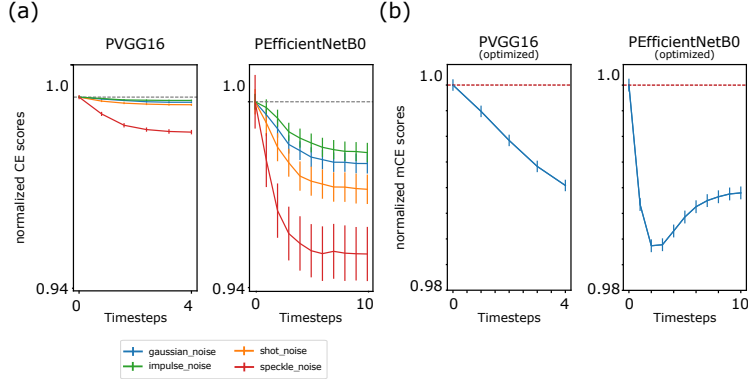 (a)
PVGG16
PEfficientNetB0
normalized CE scores
1.0
0.94
0
4
Timesteps
1.0
0.94
0
10
Timesteps
gaussian_noise
impulse_noise
shot_noise
speckle_noise
(b)
PVGG16
(optimized)
PEfficientNetB0
(optimized)
normalized mCE scores
1.0
0.98
0
4
Timesteps
1.0
0.98
0
10
Timesteps